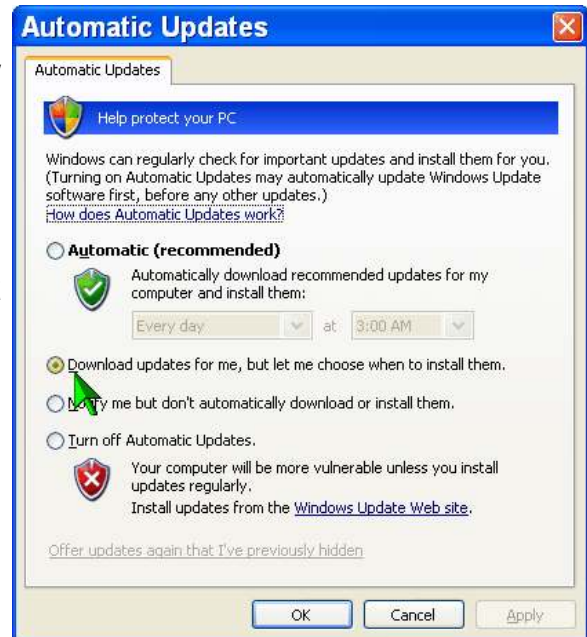 Automatic Updates
Automatic Updates
Help protect your PC
Windows can regularly check for important updates and install them for you.
(Turning on Automatic Updates may automatically update Windows Update
software first, before any other updates.)
How does Automatic Updates work?
Automatic (recommended)
Automatically download recommended updates for my
computer and install them:
Every day at 3:00 AM
Download updates for me, but let me choose when to install them.
Notify me but don't automatically download or install them.
Turn off Automatic Updates.
Your computer will be more vulnerable unless you install
updates regularly.
Install updates from the Windows Update Web site.
Offer updates again that I've previously hidden
OK Cancel Apply